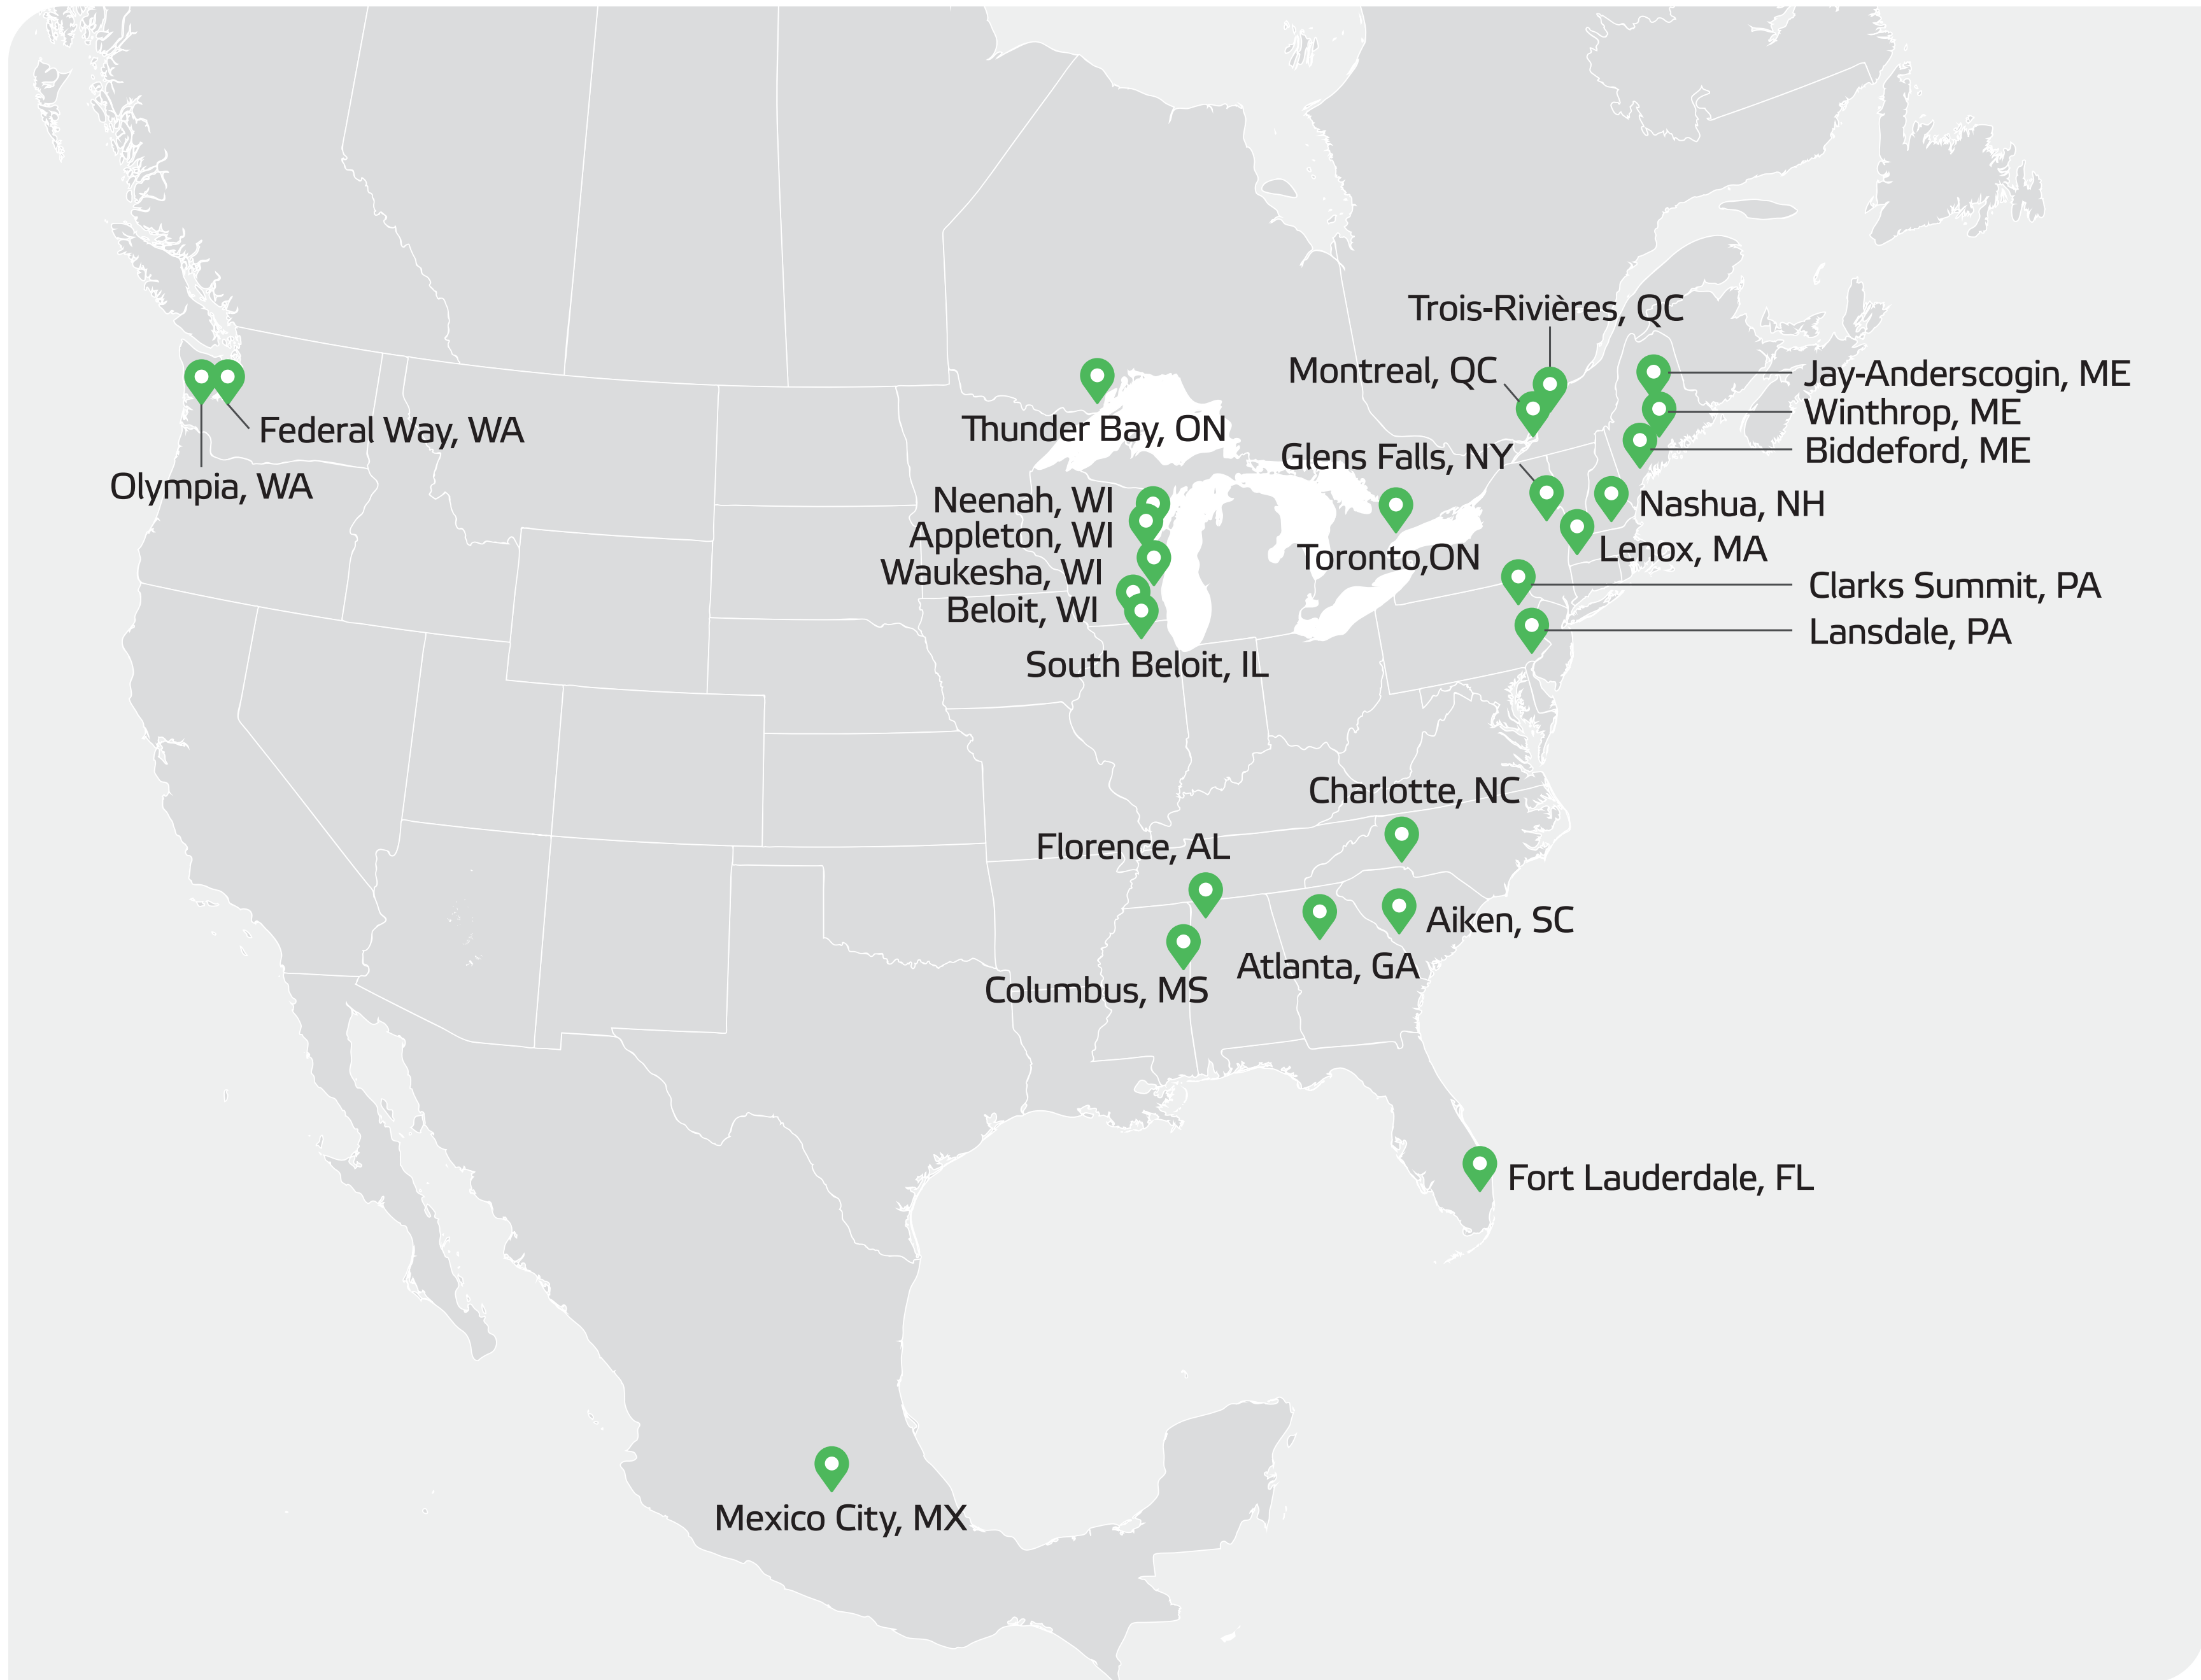 Trois-Rivières, QC
Montreal, QC
Jay-Anderscogin, ME
Winthrop, ME
Biddeford, ME
Federal Way, WA
Thunder Bay, ON
Glens Falls, NY
Olympia, WA
Neenah, WI
Appleton, WI
Waukesha, WI
Beloit, WI
South Beloit, IL
Toronto,ON
Nashua, NH
Lenox, MA
Clarks Summit, PA
Lansdale, PA
Charlotte, NC
Florence, AL
Aiken, SC
Atlanta, GA
Columbus, MS
Fort Lauderdale, FL
Mexico City, MX